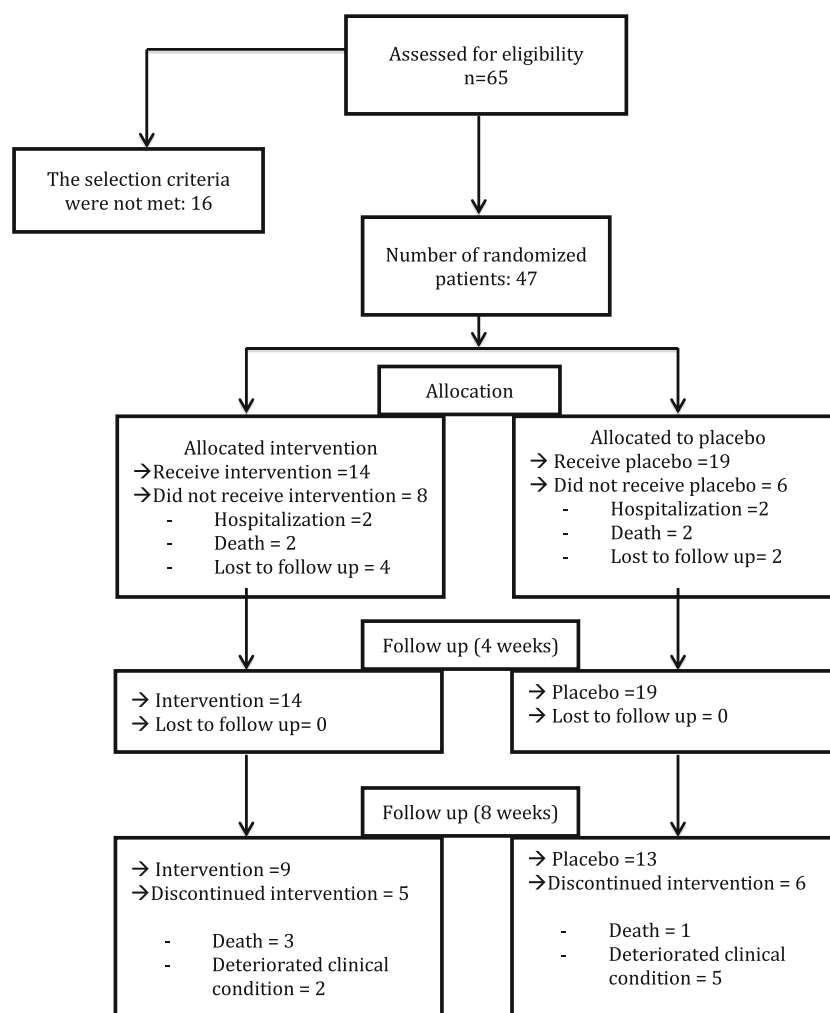 Assessed for eligibility
n=65
The selection criteria
were not met: 16
Number of randomized
patients: 47
Allocation
Allocated intervention
→Receive intervention =14
→Did not receive intervention = 8
- Hospitalization =2
- Death = 2
- Lost to follow up = 4
Allocated to placebo
→ Receive placebo =19
→ Did not receive placebo = 6
- Hospitalization =2
- Death = 2
- Lost to follow up= 2
Follow up (4 weeks)
→ Intervention =14
→ Lost to follow up= 0
→ Placebo =19
→ Lost to follow up = 0
Follow up (8 weeks)
→ Intervention =9
→Discontinued intervention = 5
- Death = 3
- Deteriorated clinical
condition = 2
→ Placebo =13
→Discontinued intervention = 6
- Death = 1
- Deteriorated clinical
condition = 5